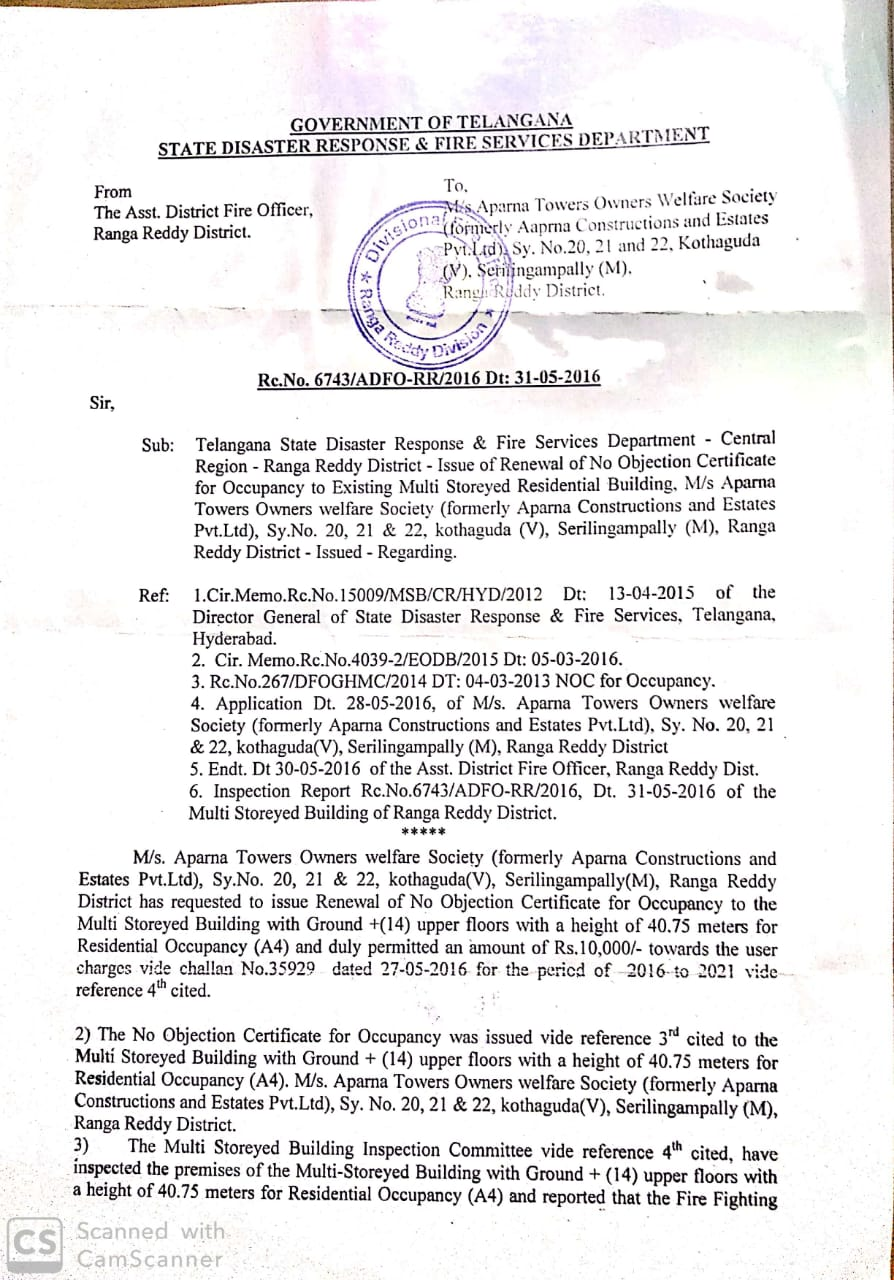 GOVERNMENT OF TELANGANA
STATE DISASTER RESPONSE & FIRE SERVICES DEPARTMENT
From
The Asst. District Fire Officer,
Ranga Reddy District.
To,
M/s Aparna Towers Owners Welfare Society
(formerly Aaprna Constructions and Estates
Pvt.Ltd), Sy. No.20, 21 and 22, Kothaguda
(V), Serilingampally (M).
Ranga Reddy District.
Divisional
★ Ranga Reddy Division ★
Rc.No. 6743/ADFO-RR/2016 Dt: 31-05-2016
Sir,
Sub: Telangana State Disaster Response & Fire Services Department - Central
Region - Ranga Reddy District - Issue of Renewal of No Objection Certificate
for Occupancy to Existing Multi Storeyed Residential Building, M/s Aparna
Towers Owners welfare Society (formerly Aparna Constructions and Estates
Pvt.Ltd), Sy.No. 20, 21 & 22, kothaguda (V), Serilingampally (M), Ranga
Reddy District - Issued - Regarding.
Ref: 1.Cir.Memo.Rc.No.15009/MSB/CR/HYD/2012 Dt: 13-04-2015 of the
Director General of State Disaster Response & Fire Services, Telangana,
Hyderabad.
2. Cir. Memo.Rc.No.4039-2/EODB/2015 Dt: 05-03-2016.
3. Rc.No.267/DFOGHMC/2014 DT: 04-03-2013 NOC for Occupancy.
4. Application Dt. 28-05-2016, of M/s. Aparna Towers Owners welfare
Society (formerly Aparna Constructions and Estates Pvt.Ltd), Sy. No. 20, 21
& 22, kothaguda(V), Serilingampally (M), Ranga Reddy District
5. Endt. Dt 30-05-2016 of the Asst. District Fire Officer, Ranga Reddy Dist.
6. Inspection Report Rc.No.6743/ADFO-RR/2016, Dt. 31-05-2016 of the
Multi Storeyed Building of Ranga Reddy District.
*****
M/s. Aparna Towers Owners welfare Society (formerly Aparna Constructions and
Estates Pvt.Ltd), Sy.No. 20, 21 & 22, kothaguda(V), Serilingampally(M), Ranga Reddy
District has requested to issue Renewal of No Objection Certificate for Occupancy to the
Multi Storeyed Building with Ground +(14) upper floors with a height of 40.75 meters for
Residential Occupancy (A4) and duly permitted an amount of Rs.10,000/- towards the user
charges vide challan No.35929 dated 27-05-2016 for the period of 2016 to 2021 vide
reference 4th cited.
2) The No Objection Certificate for Occupancy was issued vide reference 3rd cited to the
Multi Storeyed Building with Ground + (14) upper floors with a height of 40.75 meters for
Residential Occupancy (A4). M/s. Aparna Towers Owners welfare Society (formerly Aparna
Constructions and Estates Pvt.Ltd), Sy. No. 20, 21 & 22, kothaguda(V), Serilingampally (M),
Ranga Reddy District.
3) The Multi Storeyed Building Inspection Committee vide reference 4th cited, have
inspected the premises of the Multi-Storeyed Building with Ground + (14) upper floors with
a height of 40.75 meters for Residential Occupancy (A4) and reported that the Fire Fighting
CS
Scanned with
CamScanner